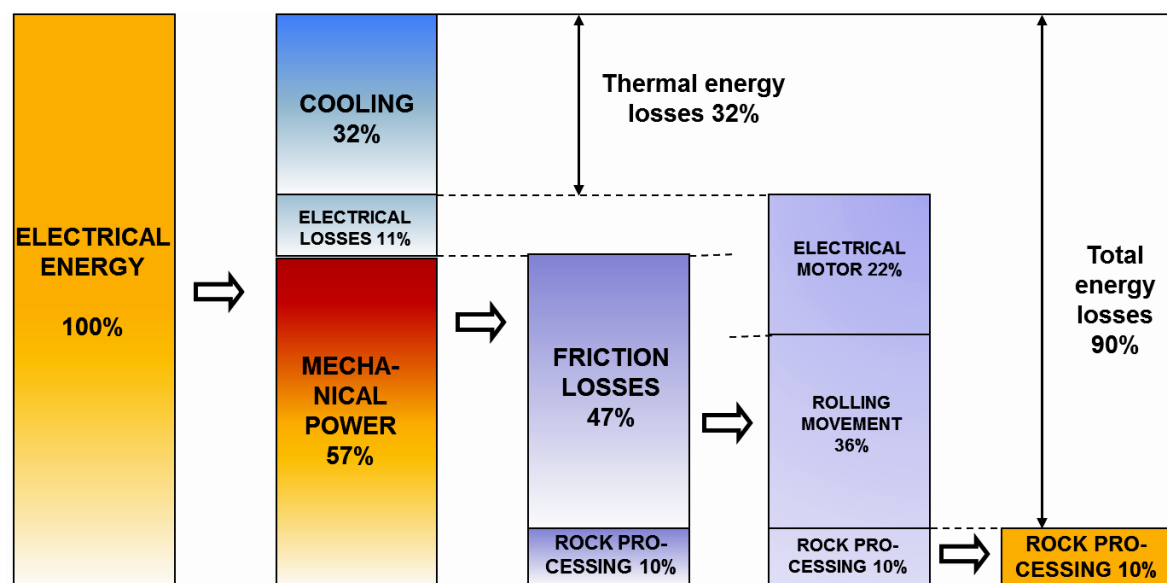 ELECTRICAL
ENERGY
100%
COOLING
32%
ELECTRICAL
LOSSES 11%
MECHA-
NICAL
POWER
57%
FRICTION
LOSSES
47%
ROCK PRO-
CESSING 10%
Thermal energy
losses 32%
ELECTRICAL
MOTOR 22%
ROLLING
MOVEMENT
36%
ROCK PRO-
CESSING 10%
Total
energy
losses
90%
ROCK PRO-
CESSING 10%